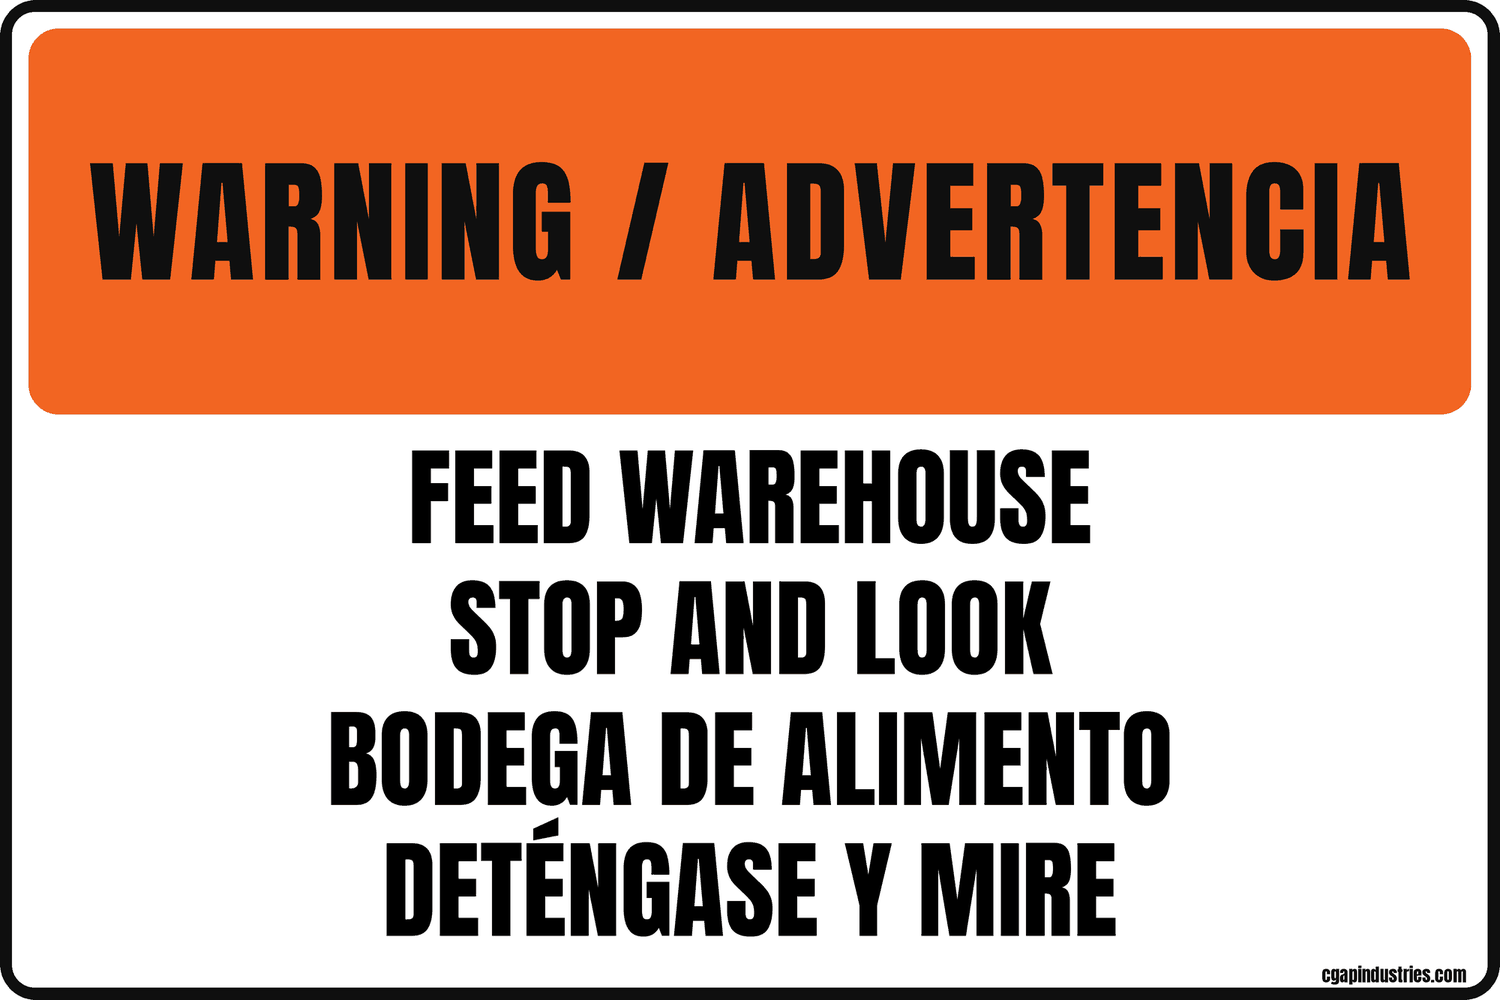 WARNING / ADVERTENCIA
FEED WAREHOUSE
STOP AND LOOK
BODEGA DE ALIMENTO
DETÉNGASE Y MIRE
cgapindustries.com